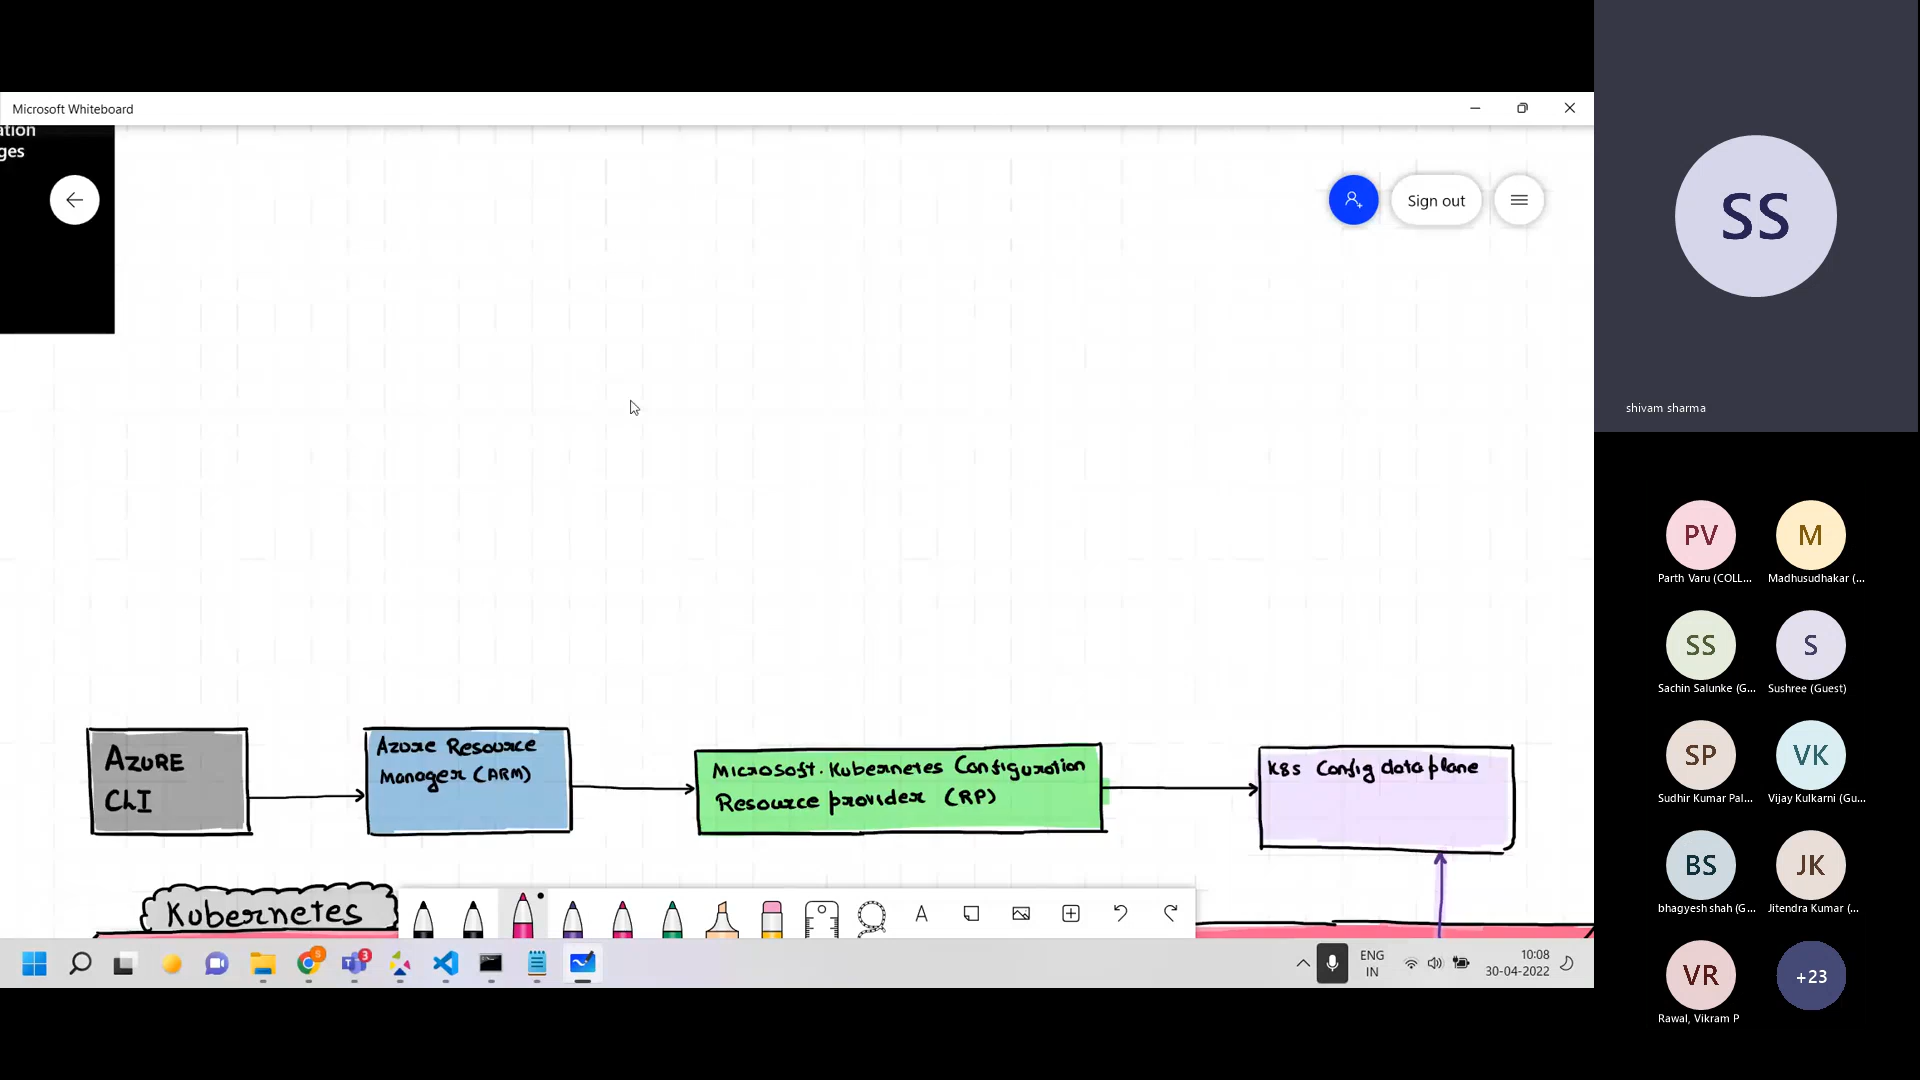 Microsoft Whiteboard
ation
ges
Sign out
SS
shivam sharma
PV
M
Parth Varu (COLL...
Madhusudhakar (...
SS
S
Sachin Salunke (G...
Sushree (Guest)
SP
VK
Sudhir Kumar Pal...
Vijay Kulkarni (Gu...
BS
JK
bhagyesh shah (G...
Jitendra Kumar (...
VR
+23
Rawal, Vikram P
AZURE
CLI
Azure Resource
Manager (ARM)
Microsoft.Kubernetes Configuration
Resource provider (RP)
K8s Config data plane
Kubernetes
A
S
3
ENG
IN
10:08
30-04-2022